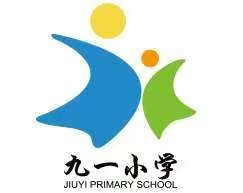 九一小学
JIUYI PRIMARY SCHOOL